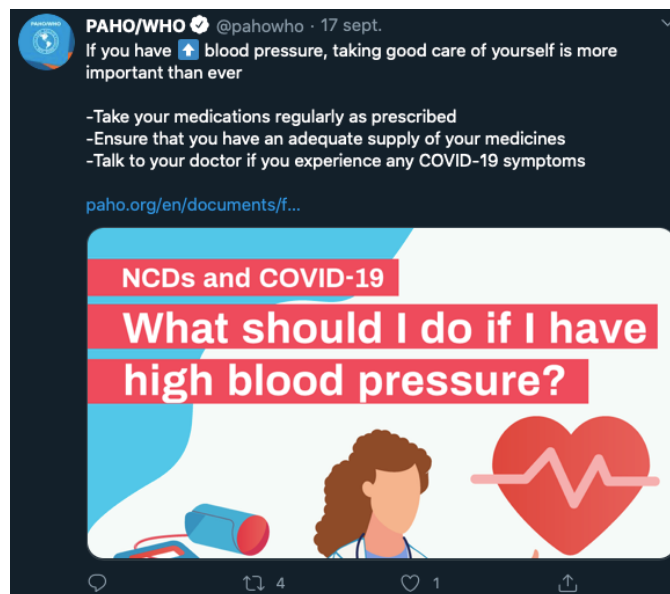 PAHO/WHO @pahowho · 17 sept.
If you have ⬆ blood pressure, taking good care of yourself is more
important than ever
-Take your medications regularly as prescribed
-Ensure that you have an adequate supply of your medicines
-Talk to your doctor if you experience any COVID-19 symptoms
paho.org/en/documents/f...
NCDs and COVID-19
What should I do if I have
high blood pressure?
4 1